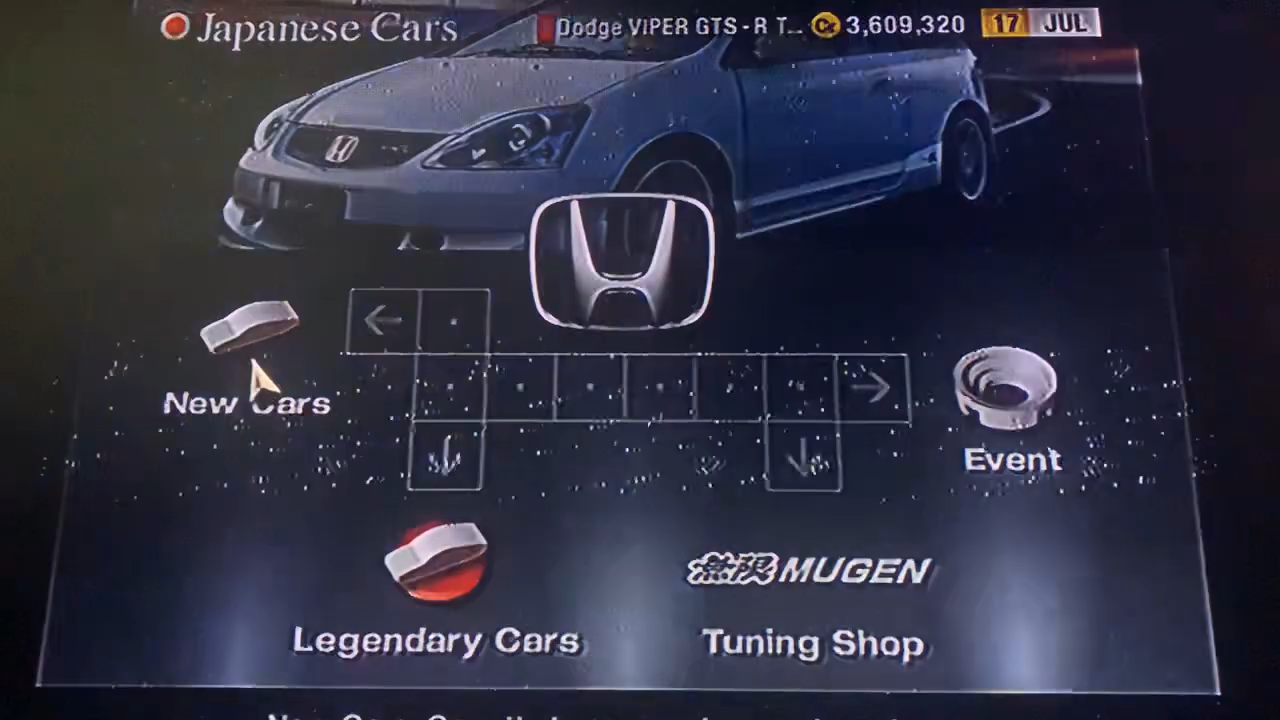 Japanese Cars
Dodge VIPER GTS-R T... Cr 3,609,320 17 JUL
New Cars
Event
無限 MUGEN
Legendary Cars
Tuning Shop